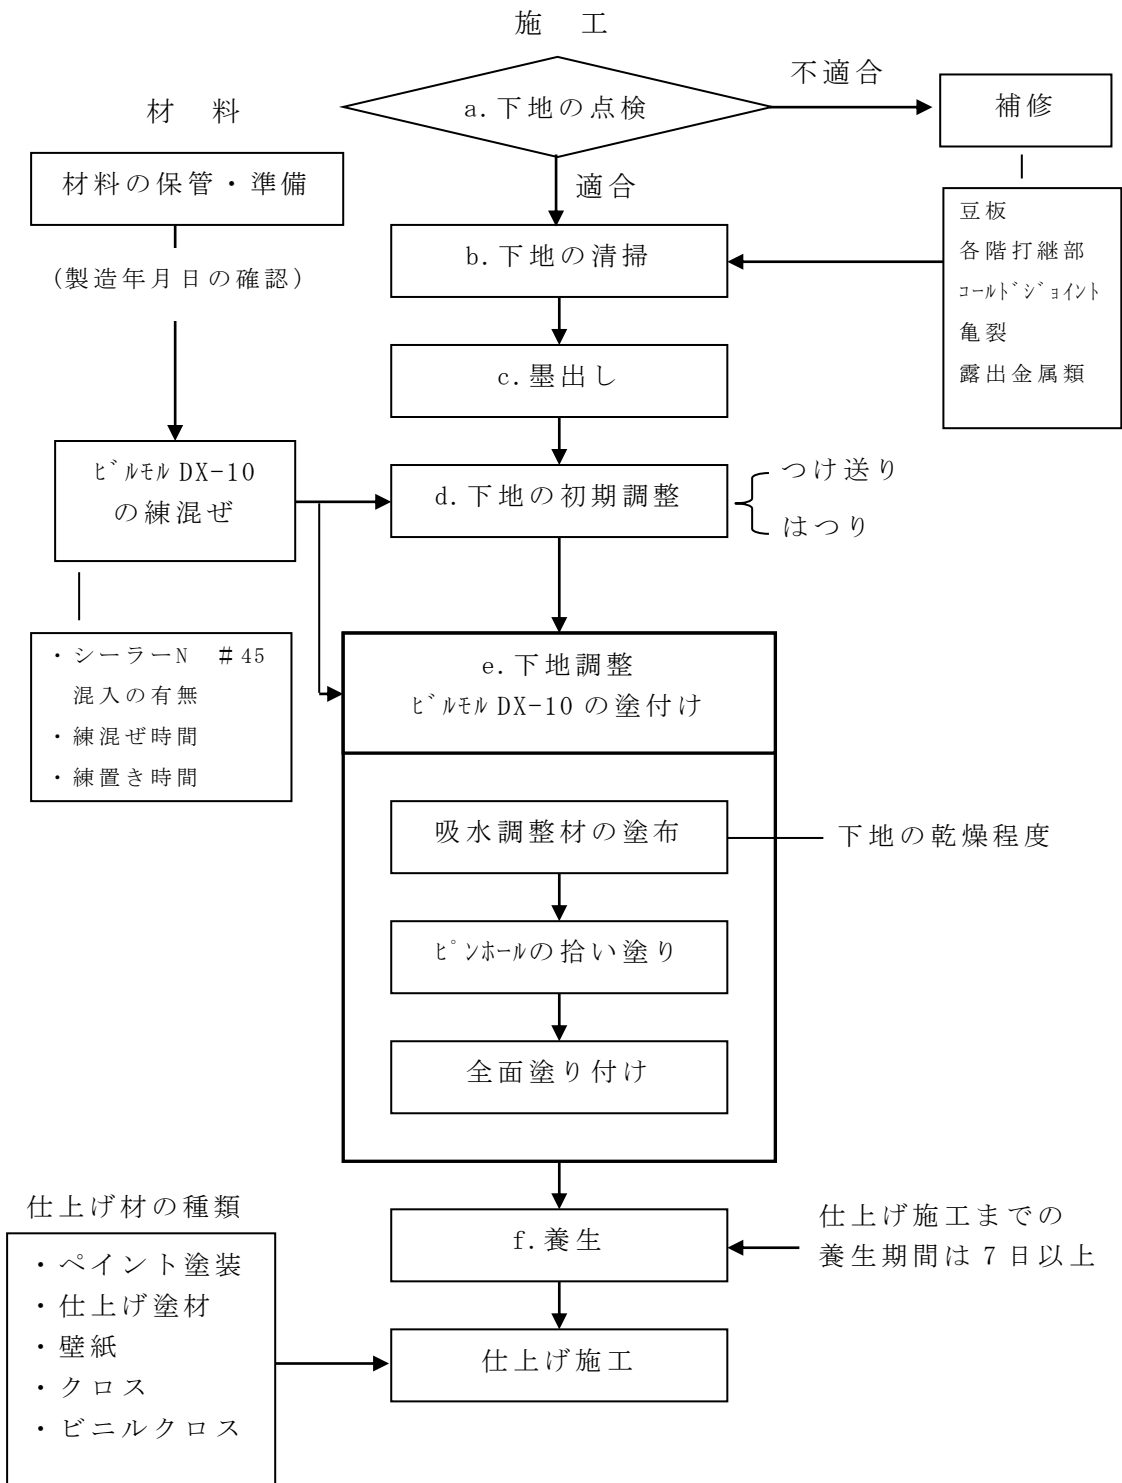 施　工
a.下地の点検
不適合
補修
材　料
材料の保管・準備
適合
豆板
各階打継部
ｺｰﾙﾄﾞｼﾞｮｲﾝﾄ
亀裂
露出金属類
b.下地の清掃
(製造年月日の確認)
c.墨出し
ﾋﾞﾙﾓﾙ DX-10
の練混ぜ
d.下地の初期調整
つけ送り
はつり
・シーラーN　＃45
混入の有無
・練混ぜ時間
・練置き時間
e.下地調整
ﾋﾞﾙﾓﾙ DX-10 の塗付け
吸水調整材の塗布
下地の乾燥程度
ﾋﾟﾝﾎｰﾙの拾い塗り
全面塗り付け
f.養生
仕上げ施工までの
養生期間は 7 日以上
仕上げ材の種類
・ペイント塗装
・仕上げ塗材
・壁紙
・クロス
・ビニルクロス
仕上げ施工